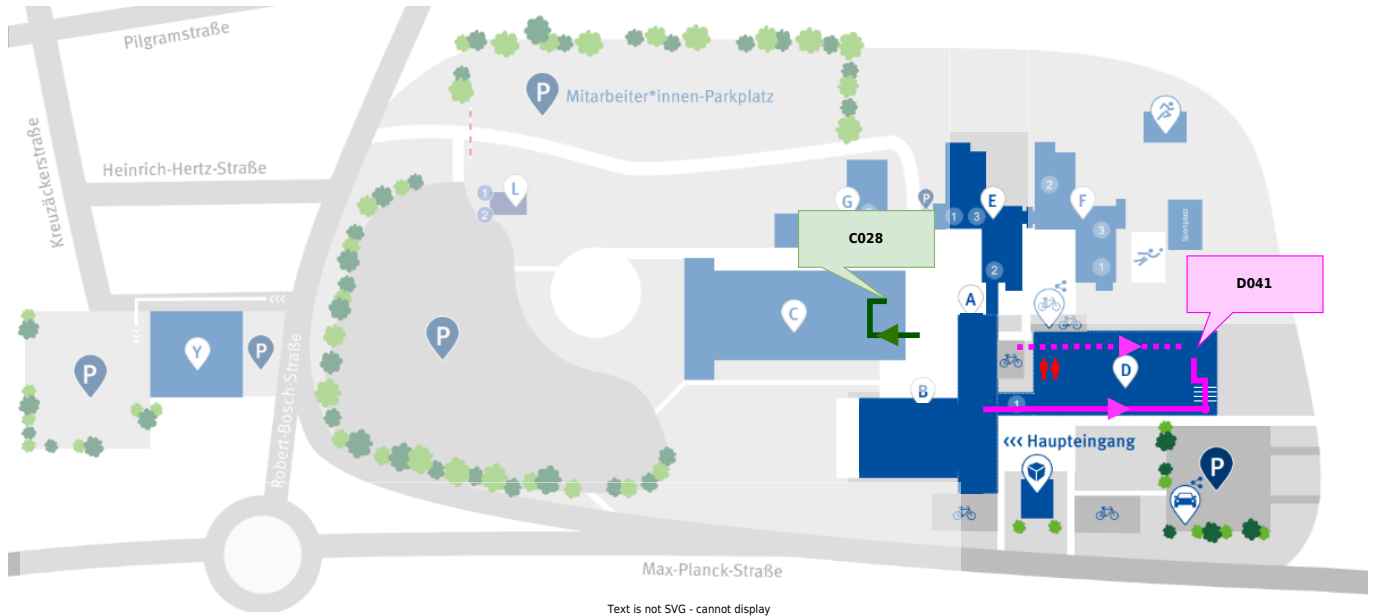 Pilgramstraße
Kreuzäckerstraße
Heinrich-Hertz-Straße
P
Mitarbeiter*innen-Parkplatz
1
L
2
G
P
E
1
3
2
2
F
3
1
Sportplatz
C028
A
D041
C
P
Y
P
P
D
B
1
‹‹‹ Haupteingang
P
‹‹‹
‹‹‹
Robert-Bosch-Straße
Max-Planck-Straße
Text is not SVG - cannot display